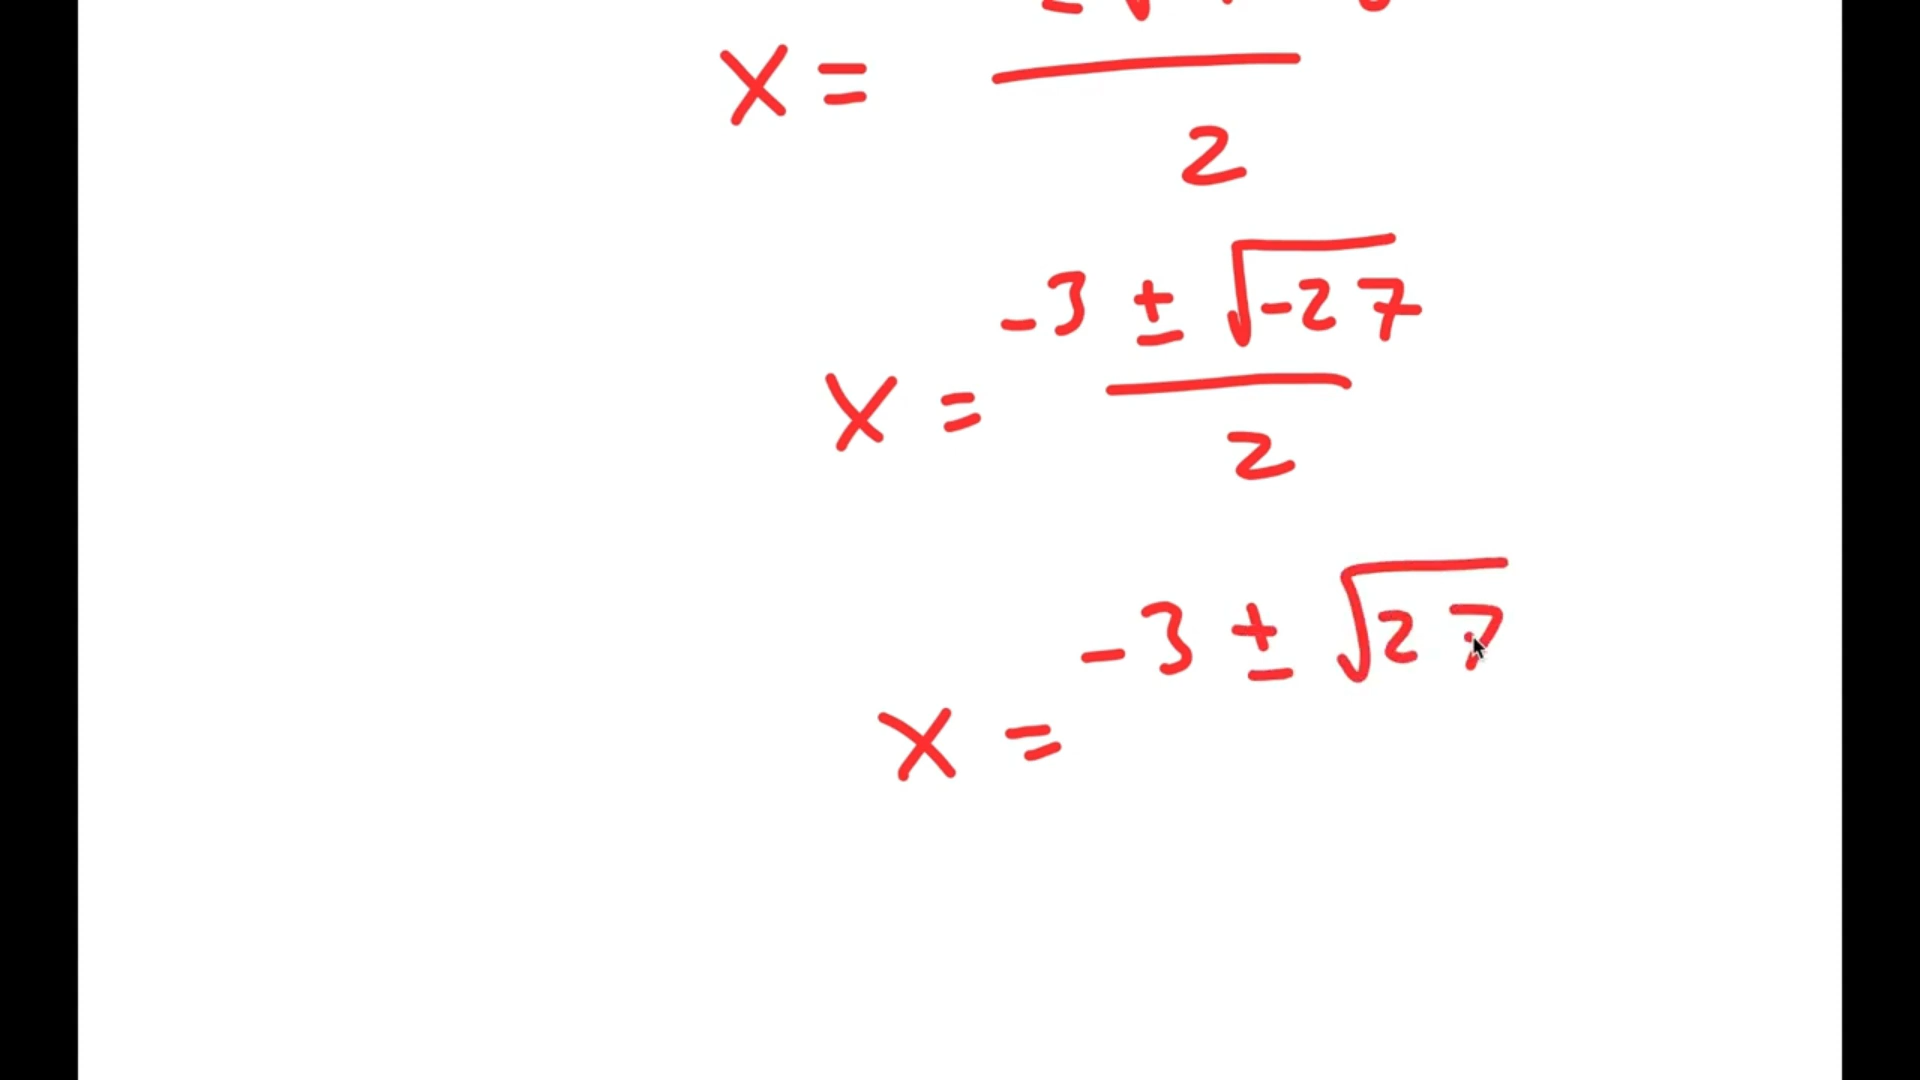 x =
2
-3 ± √-27
x =
2
-3 ± √27
x =